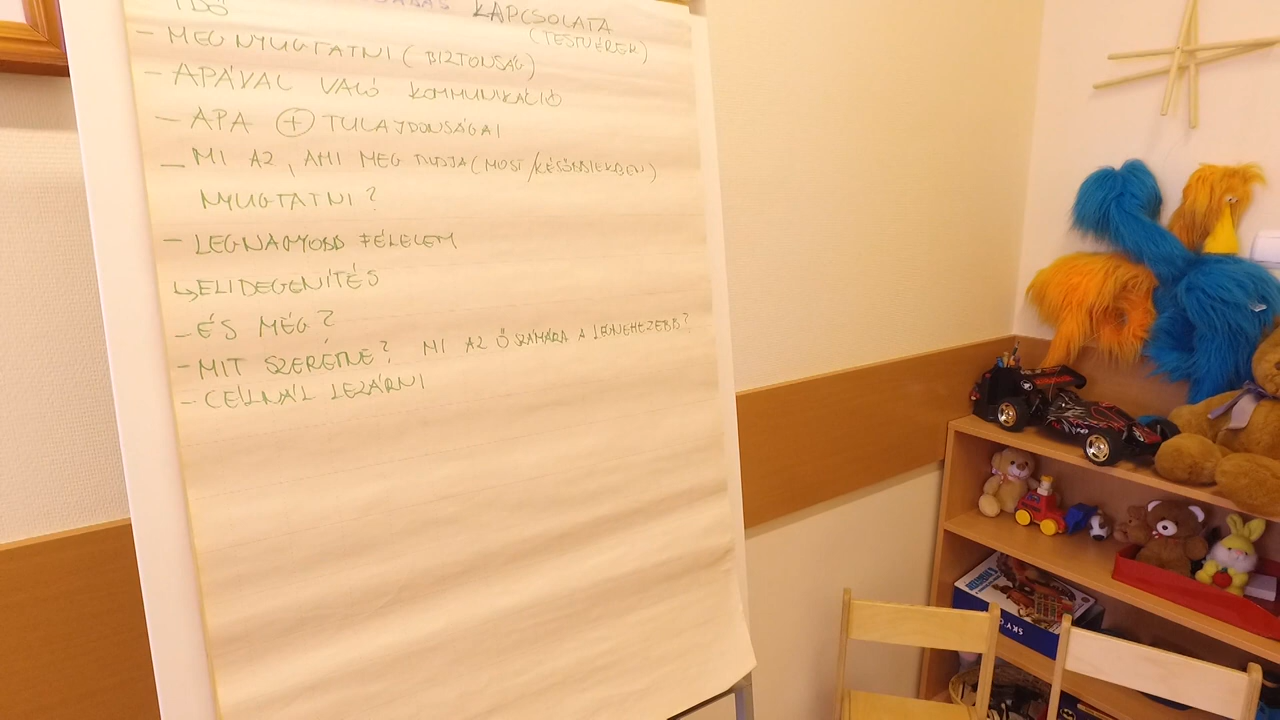 IDŐ
KAPCSOLATA
(TESTVÉREK)
- MEGNYUGTATNI (BIZTONSÁG)
- APÁVAL VALÓ KOMMUNIKÁCIÓ
- APA + TULAJDONSÁGAI
- MI AZ, AMI MEG TUDJA (MOST/KÉSŐBBIEKBEN)
NYUGTATNI?
- LEGNAGYOBB FÉLELEM
↳ ELIDEGENÍTÉS
- ÉS MÉG?
- MIT SZERETNE? MI AZ Ő SZÁMÁRA A LEGNEHEZEBB?
- CÉLNÁL LEZÁRNI